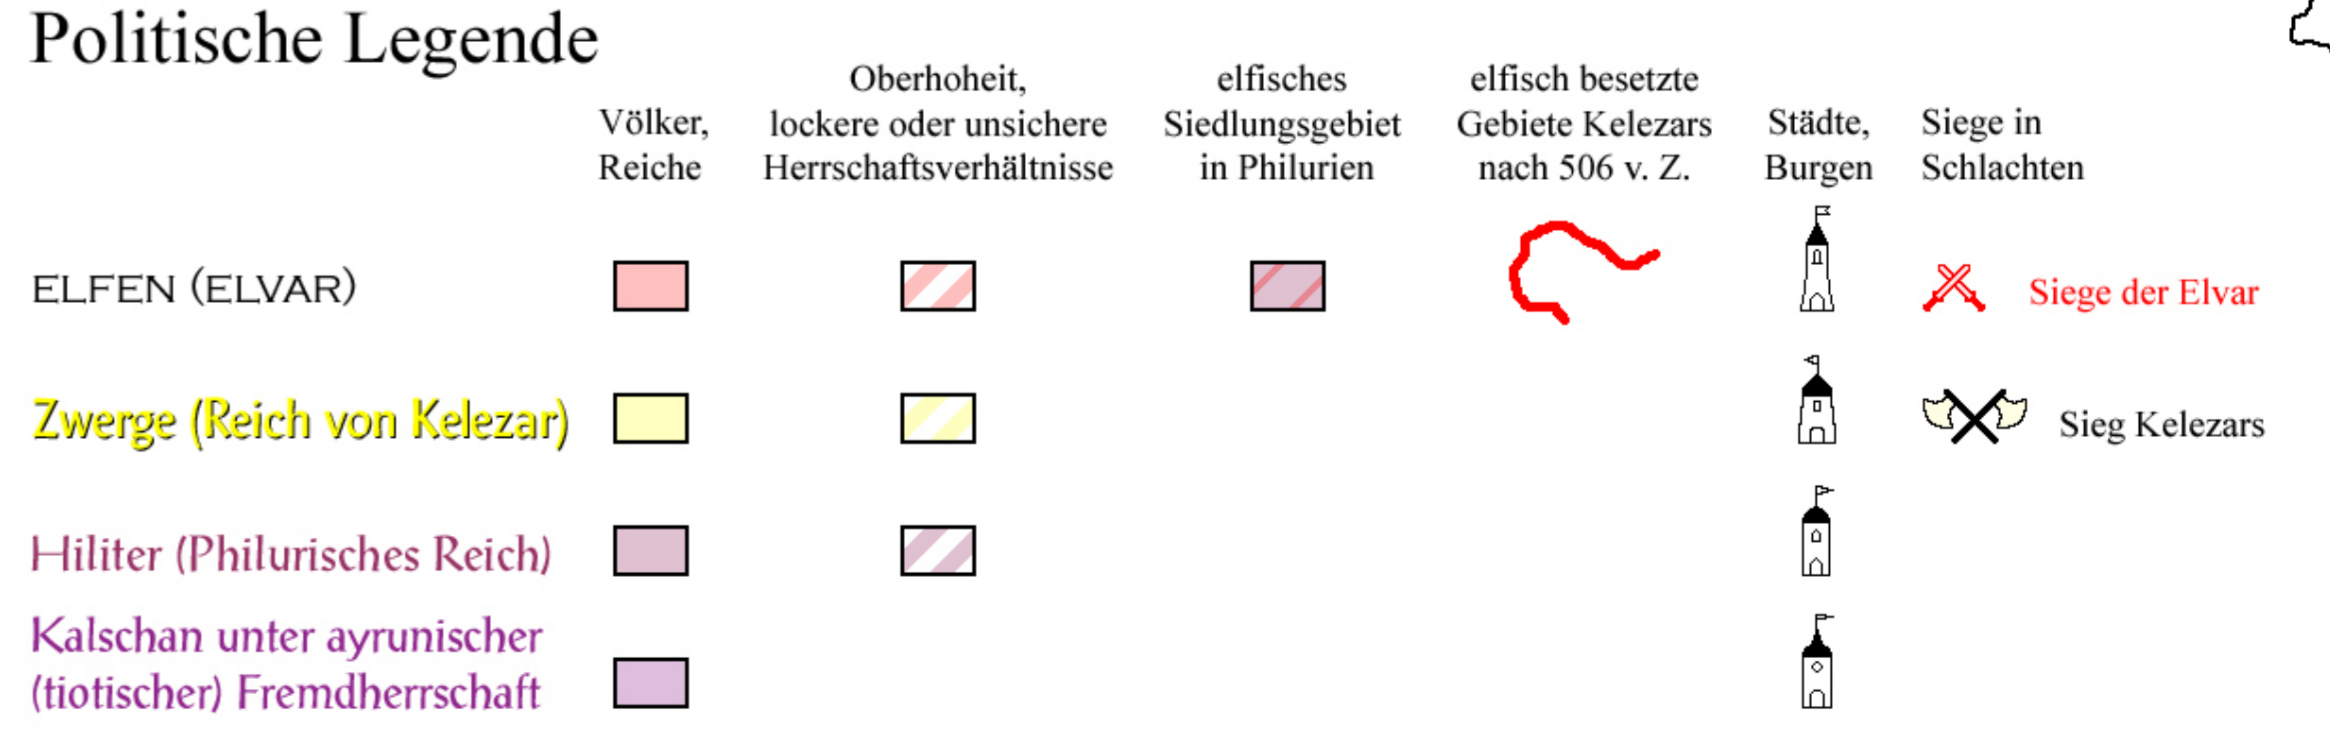 Politische Legende
Völker,
Reiche
Oberhoheit,
lockere oder unsichere
Herrschaftsverhältnisse
elfisches
Siedlungsgebiet
in Philurien
elfisch besetzte
Gebiete Kelezars
nach 506 v. Z.
Städte,
Burgen
Siege in
Schlachten
ELFEN (ELVAR)
Siege der Elvar
Zwerge (Reich von Kelezar)
Sieg Kelezars
Hiliter (Philurisches Reich)
Kalschan unter ayrunischer
(tiotischer) Fremdherrschaft